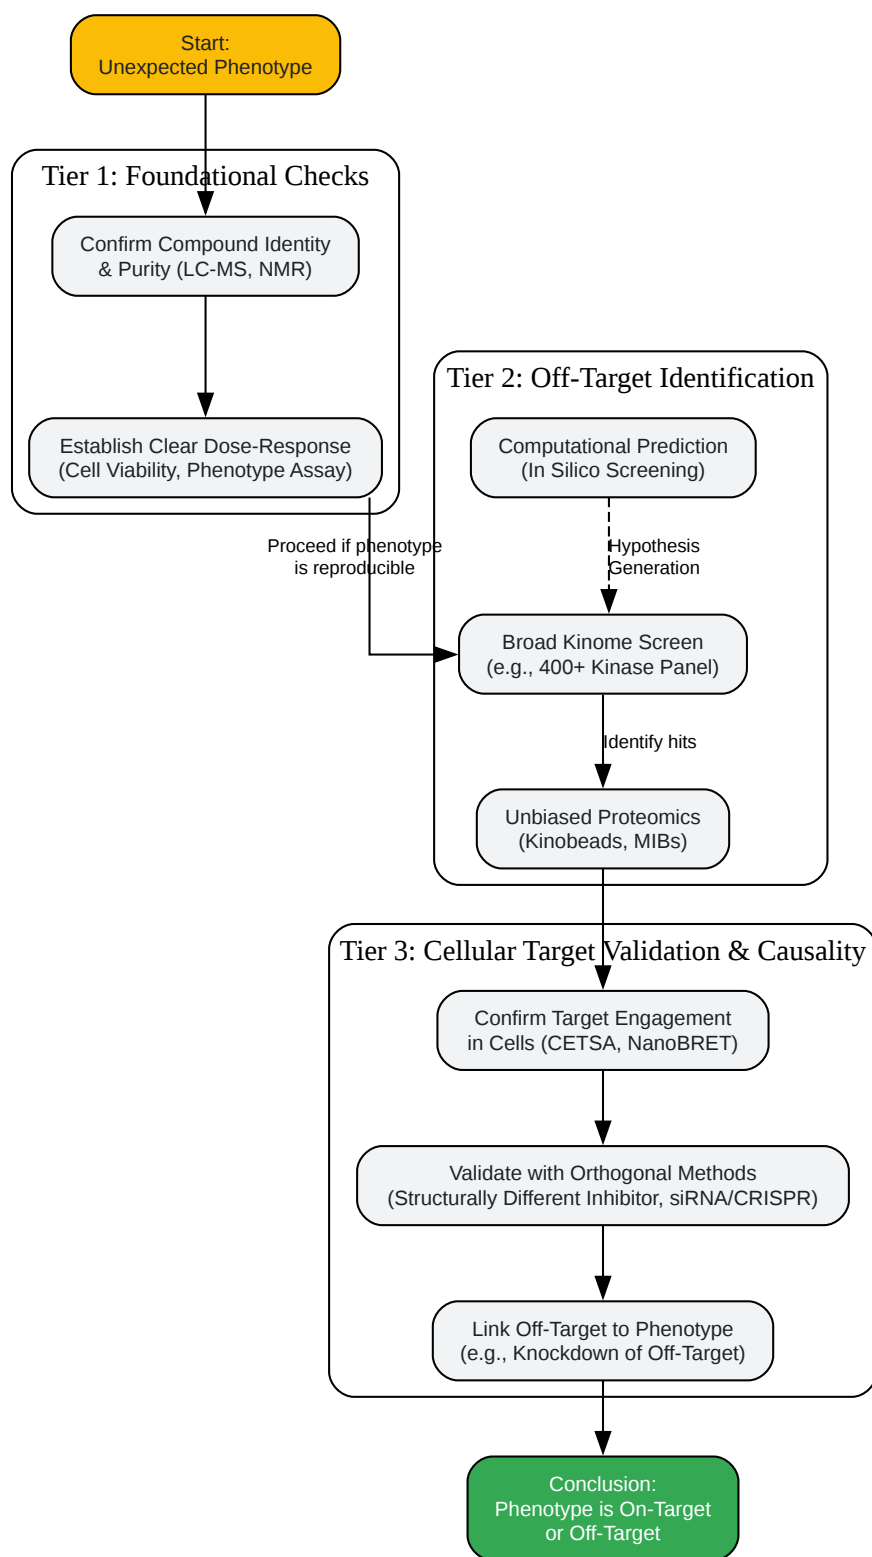 Start:
Unexpected Phenotype
Tier 1: Foundational Checks
Confirm Compound Identity
& Purity (LC-MS, NMR)
Establish Clear Dose-Response
(Cell Viability, Phenotype Assay)
Proceed if phenotype
is reproducible
Tier 2: Off-Target Identification
Computational Prediction
(In Silico Screening)
Hypothesis
Generation
Broad Kinome Screen
(e.g., 400+ Kinase Panel)
Identify hits
Unbiased Proteomics
(Kinobeads, MIBs)
Tier 3: Cellular Target Validation & Causality
Confirm Target Engagement
in Cells (CETSA, NanoBRET)
Validate with Orthogonal Methods
(Structurally Different Inhibitor, siRNA/CRISPR)
Link Off-Target to Phenotype
(e.g., Knockdown of Off-Target)
Conclusion:
Phenotype is On-Target
or Off-Target